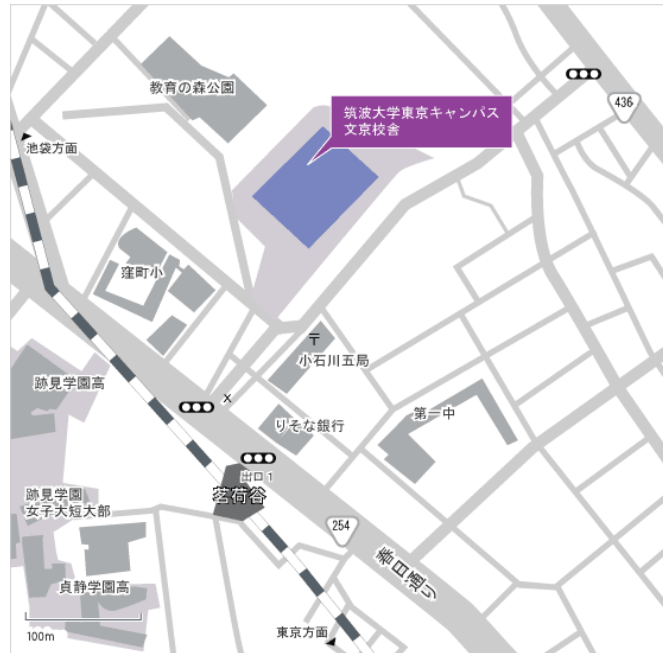 教育の森公園
筑波大学東京キャンパス
文京校舎
436
池袋方面
窪町小
〒
小石川五局
跡見学園高
X
りそな銀行
第一中
出口1
茗荷谷
跡見学園
女子大短大部
254
春日通り
貞静学園高
100m
東京方面